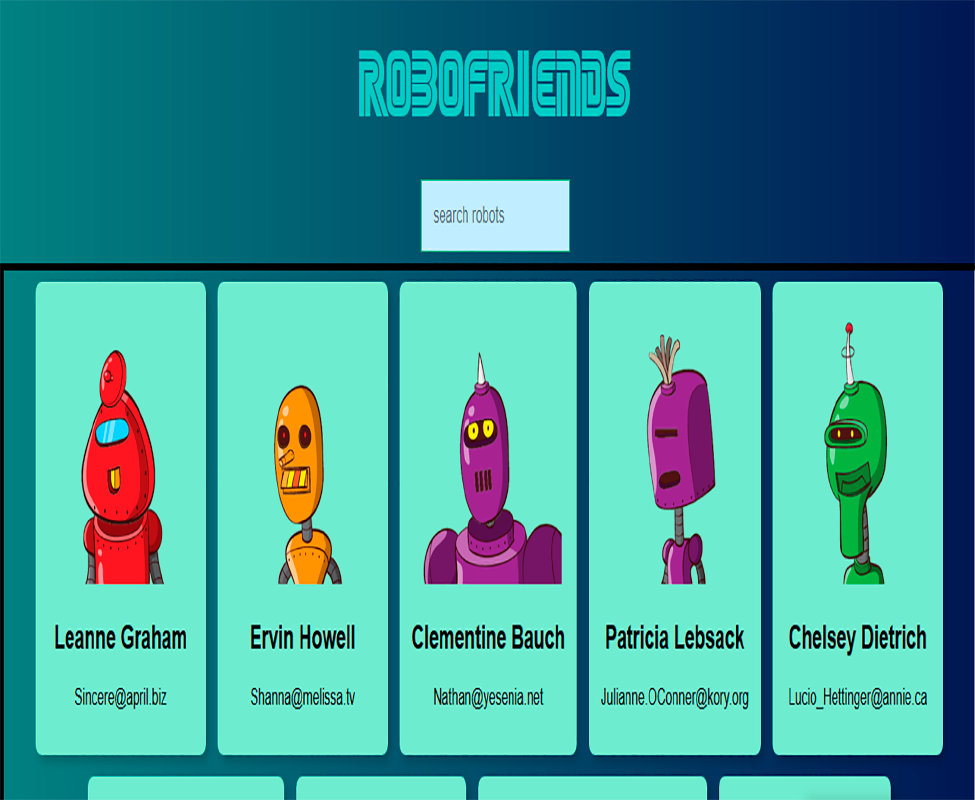 ROBOFRIENDS
search robots
Leanne Graham
Ervin Howell
Clementine Bauch
Patricia Lebsack
Chelsey Dietrich
Sincere@april.biz
Shanna@melissa.tv
Nathan@yesenia.net
Julianne.OConner@kory.org
Lucio_Hettinger@annie.ca